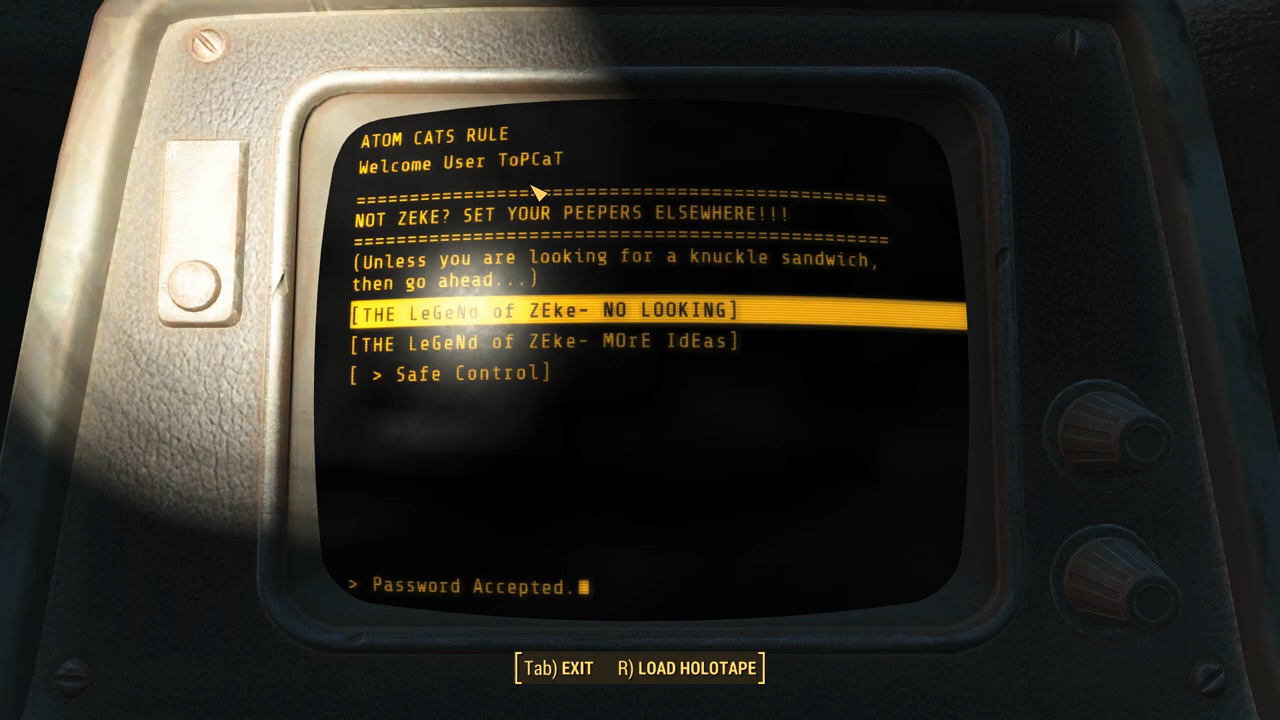 ATOM CATS RULE
Welcome User ToPCaT
=================================================
NOT ZEKE? SET YOUR PEEPERS ELSEWHERE!!!
=================================================
(Unless you are looking for a knuckle sandwich,
then go ahead...)
[THE LeGeNd of ZEke- NO LOOKING]
[THE LeGeNd of ZEke- MOrE IdEas]
[ > Safe Control]
> Password Accepted.
Tab) EXIT R) LOAD HOLOTAPE